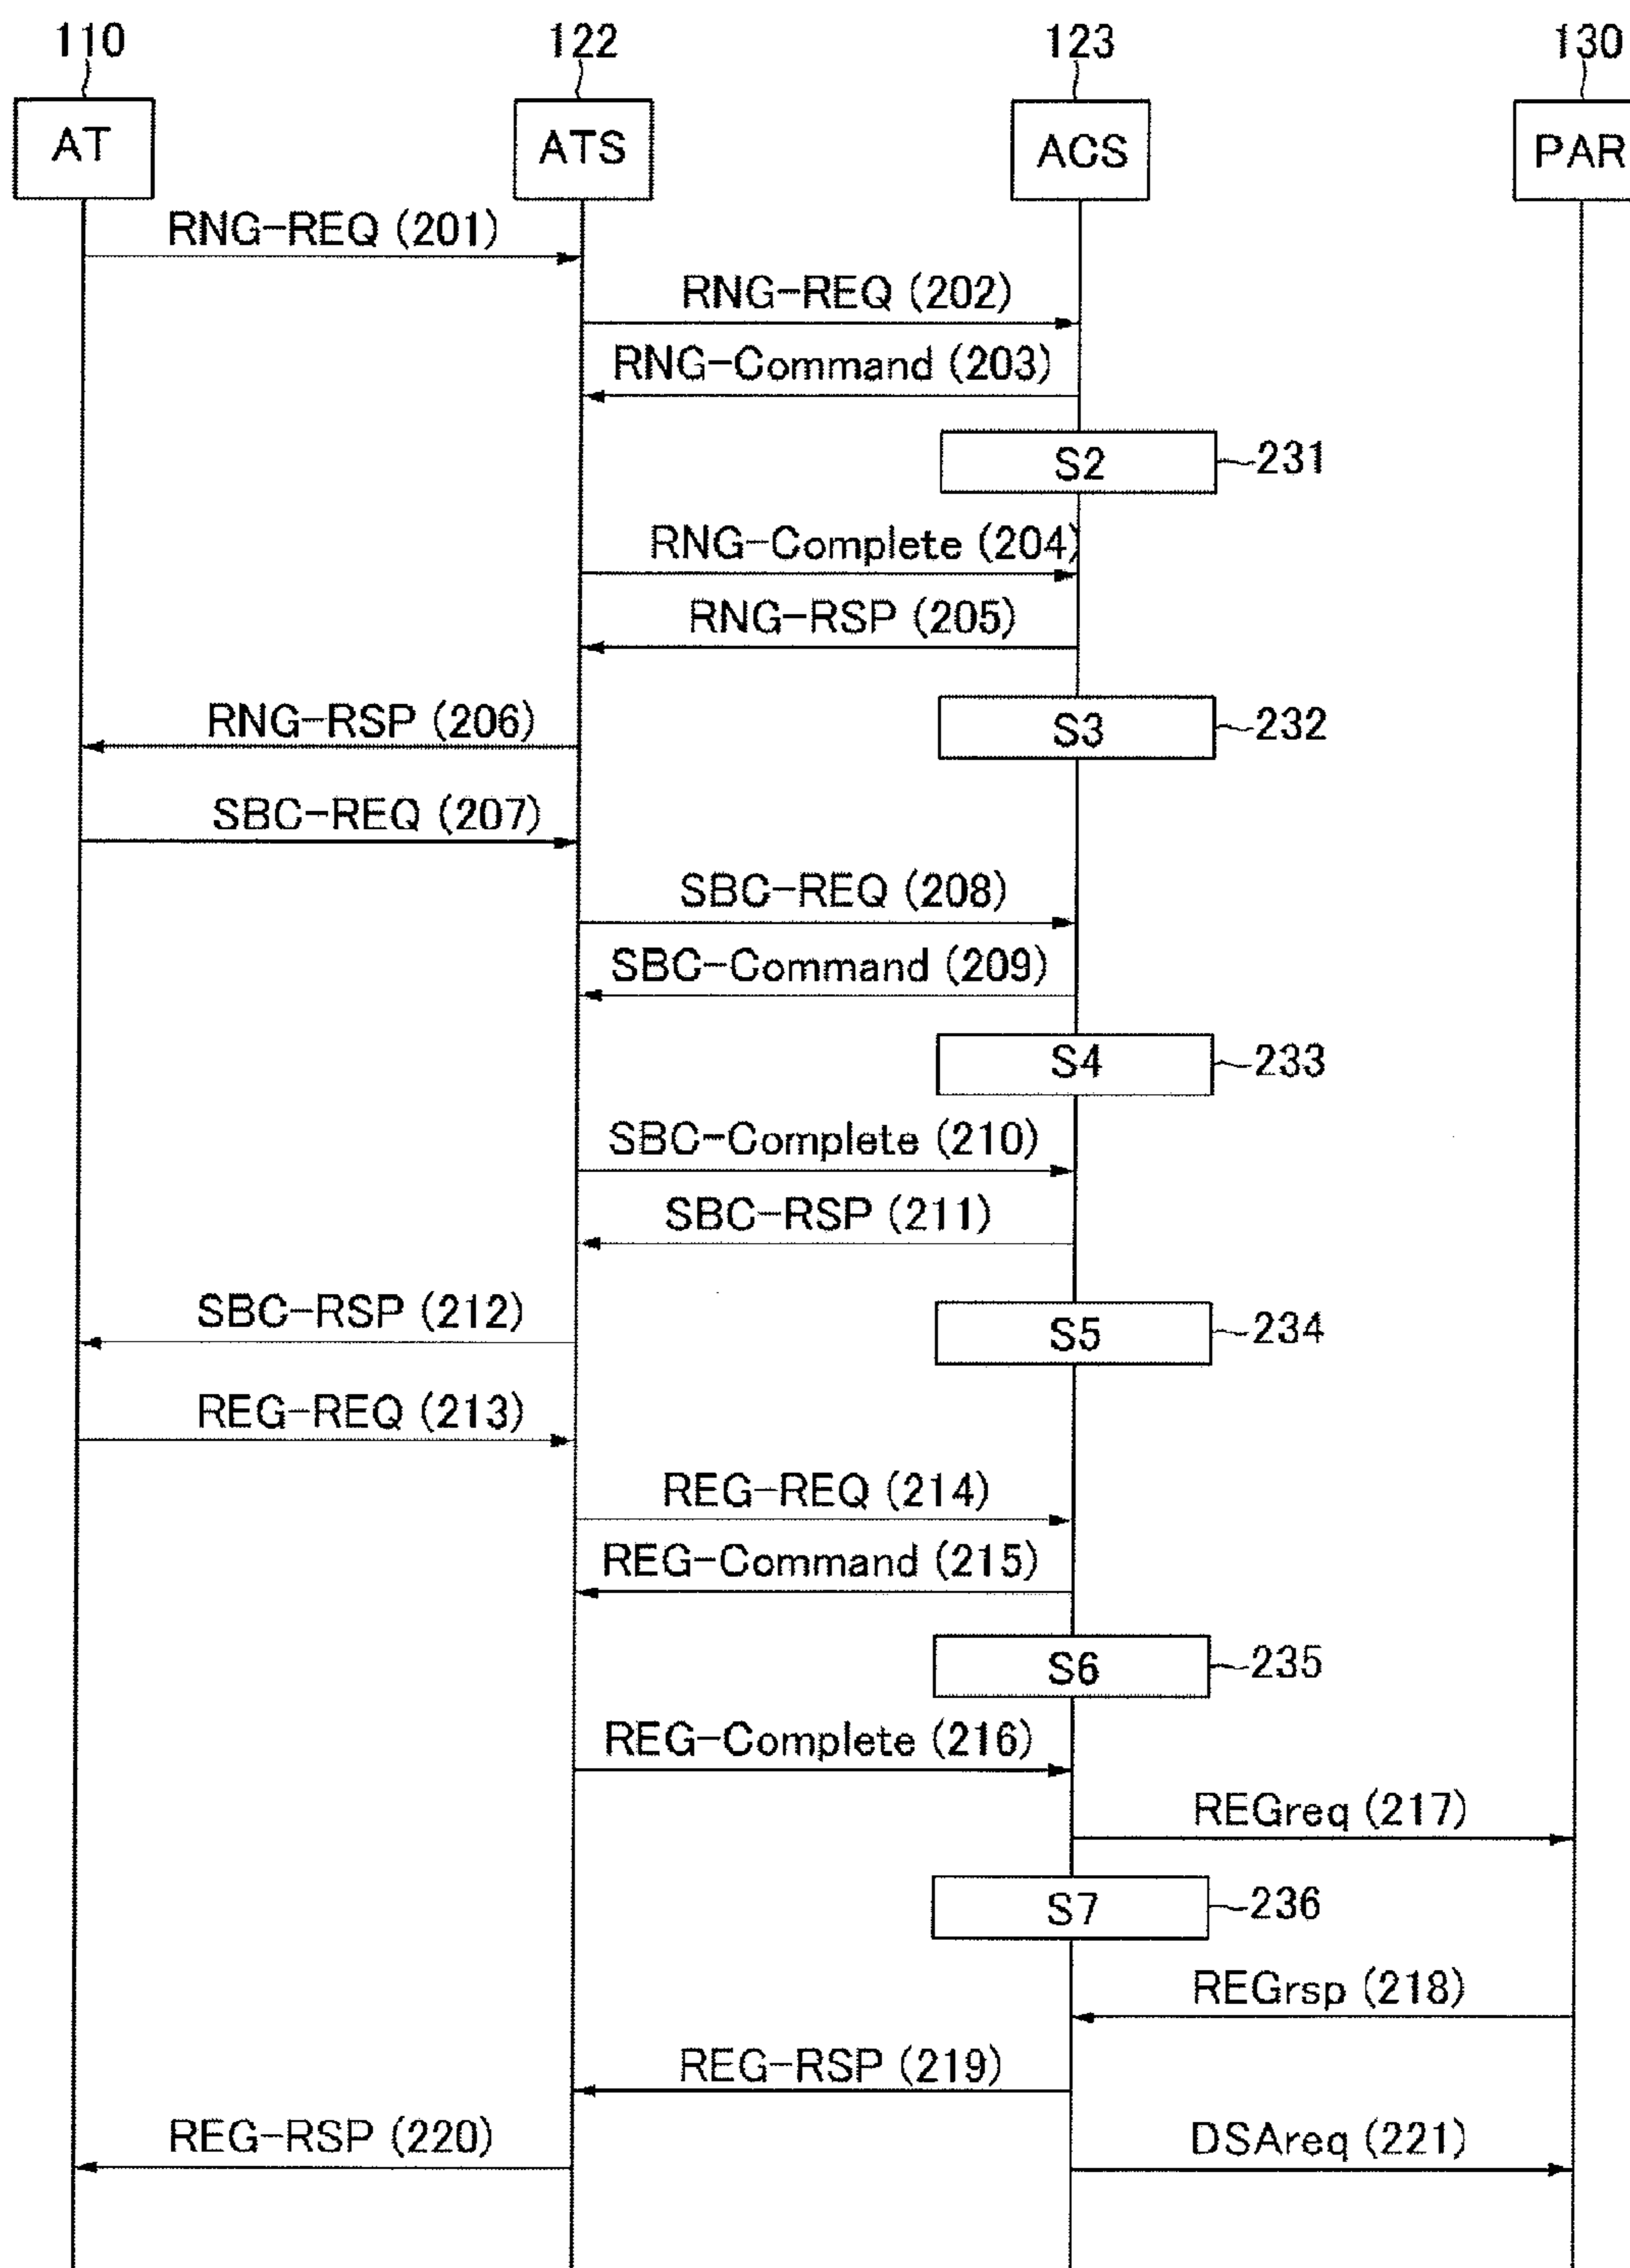 110 122 123 130
AT ATS ACS PAR
RNG-REQ (201)
RNG-REQ (202)
RNG-Command (203)
S2 231
RNG-Complete (204)
RNG-RSP (205)
RNG-RSP (206)
S3 232
SBC-REQ (207)
SBC-REQ (208)
SBC-Command (209)
S4 233
SBC-Complete (210)
SBC-RSP (211)
SBC-RSP (212)
S5 234
REG-REQ (213)
REG-REQ (214)
REG-Command (215)
S6 235
REG-Complete (216)
REGreq (217)
S7 236
REGrsp (218)
REG-RSP (219)
REG-RSP (220)
DSAreq (221)